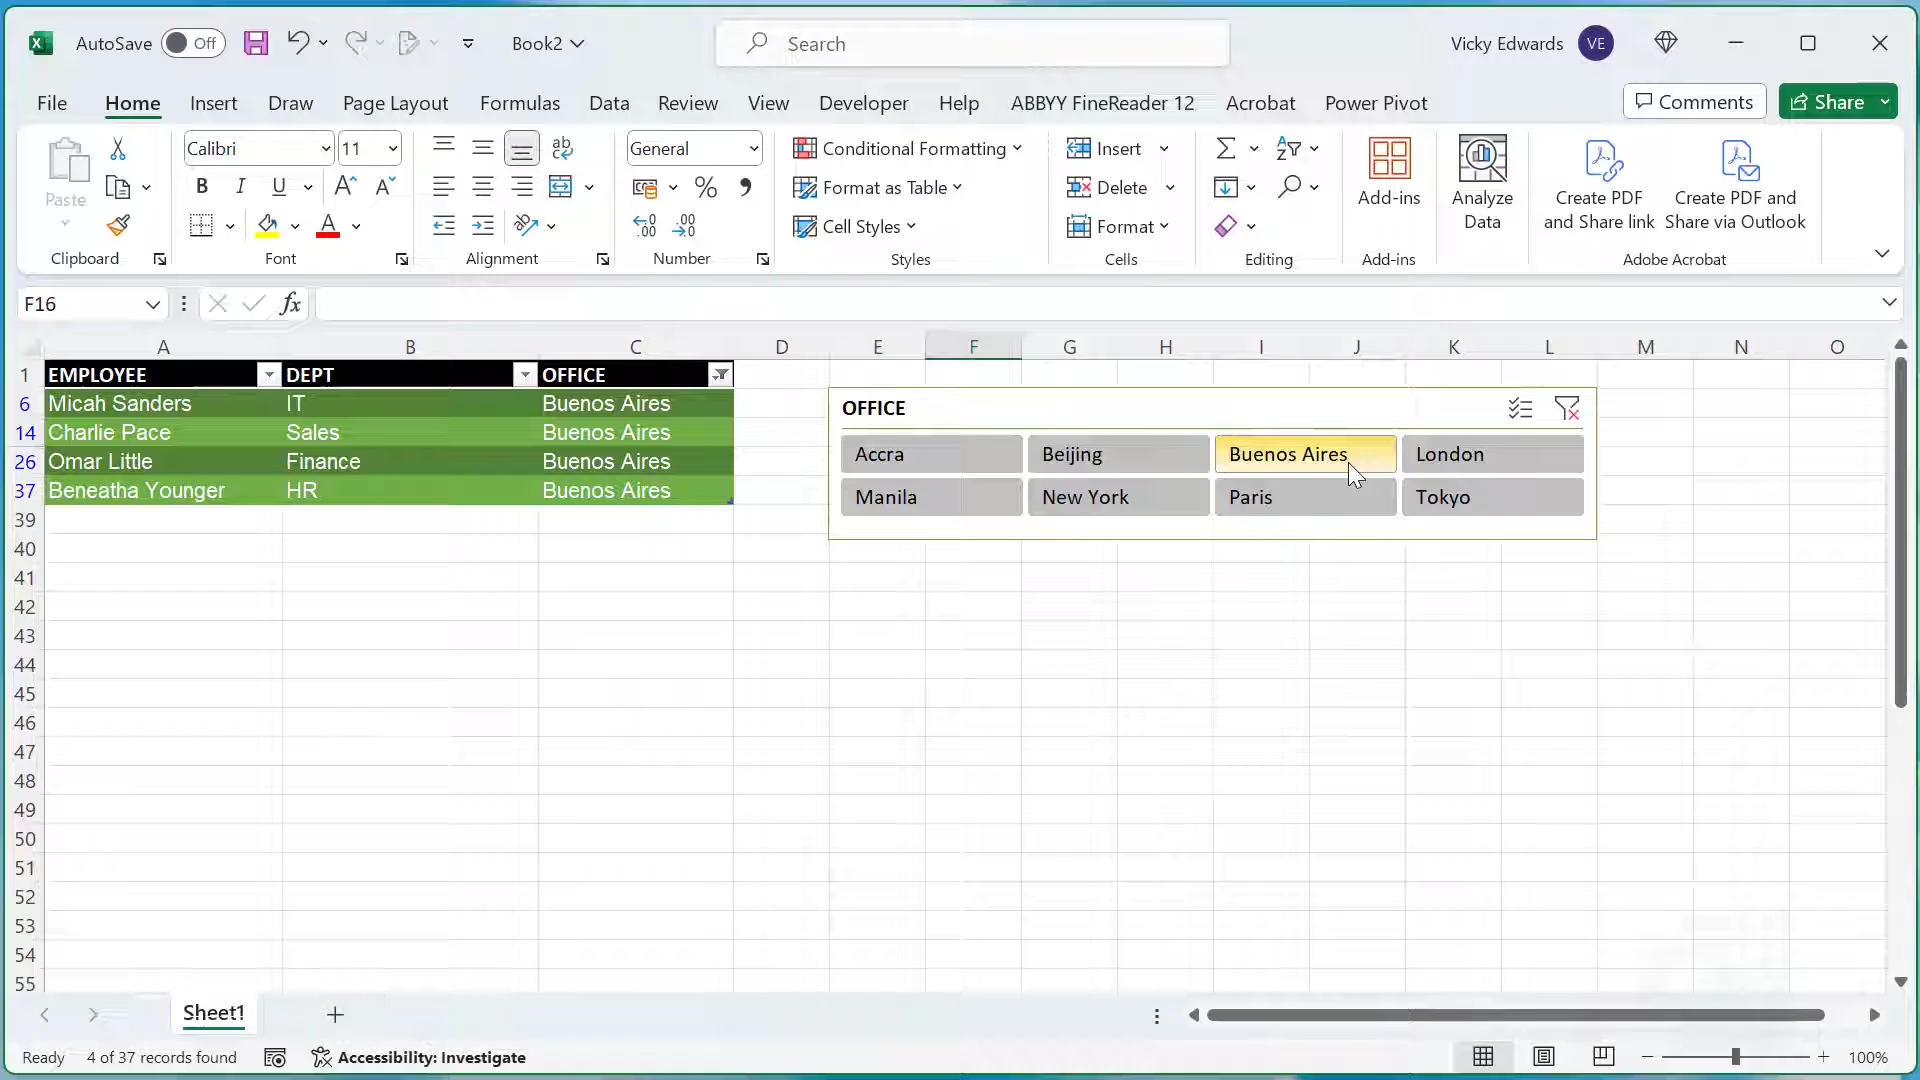 AutoSave Off Book2 Search Vicky Edwards VE
File Home Insert Draw Page Layout Formulas Data Review View Developer Help ABBYY FineReader 12 Acrobat Power Pivot Comments Share
Paste Calibri 11 General Conditional Formatting Insert
B I U Format as Table Delete Add-ins Analyze Data Create PDF and Share link Create PDF and Share via Outlook
Cell Styles Format
Clipboard Font Alignment Number Styles Cells Editing Add-ins Adobe Acrobat
F16 fx
A B C D E F G H I J K L M N O
1 EMPLOYEE DEPT OFFICE
6 Micah Sanders IT Buenos Aires
14 Charlie Pace Sales Buenos Aires
26 Omar Little Finance Buenos Aires
37 Beneatha Younger HR Buenos Aires
OFFICE
Accra Beijing Buenos Aires London
Manila New York Paris Tokyo
39
40
41
42
43
44
45
46
47
48
49
50
51
52
53
54
55
Sheet1
Ready 4 of 37 records found Accessibility: Investigate 100%